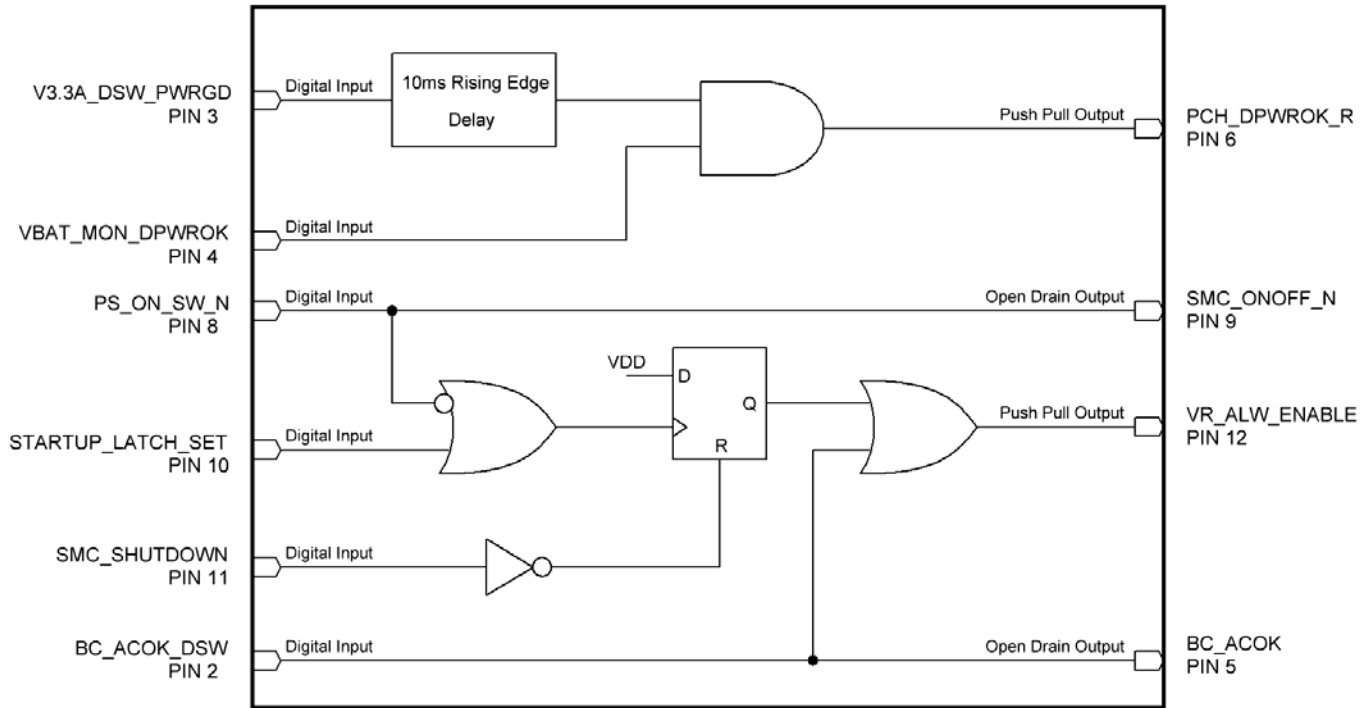 V3.3A_DSW_PWRGD
PIN 3
Digital Input
10ms Rising Edge
Delay
Push Pull Output
PCH_DPWROK_R
PIN 6
VBAT_MON_DPWROK
PIN 4
Digital Input
PS_ON_SW_N
PIN 8
Digital Input
Open Drain Output
SMC_ONOFF_N
PIN 9
VDD
D
Q
R
Push Pull Output
VR_ALW_ENABLE
PIN 12
STARTUP_LATCH_SET
PIN 10
Digital Input
SMC_SHUTDOWN
PIN 11
Digital Input
BC_ACOK_DSW
PIN 2
Digital Input
Open Drain Output
BC_ACOK
PIN 5